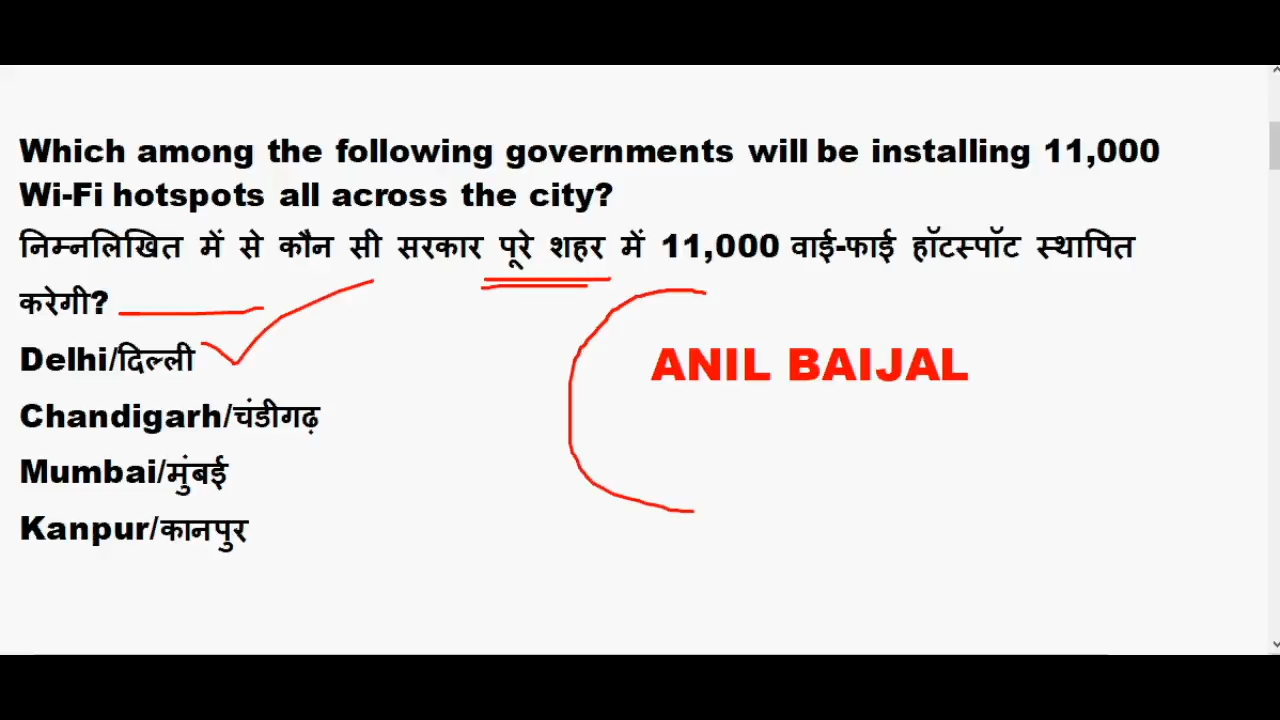 Which among the following governments will be installing 11,000
Wi-Fi hotspots all across the city?
निम्नलिखित में से कौन सी सरकार पूरे शहर में 11,000 वाई-फाई हॉटस्पॉट स्थापित
करेगी?
Delhi/दिल्ली
ANIL BAIJAL
Chandigarh/चंडीगढ़
Mumbai/मुंबई
Kanpur/कानपुर